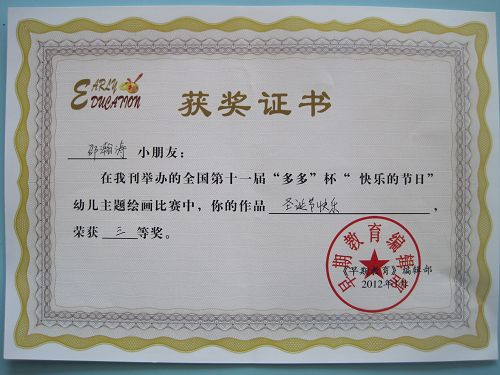 EARLY
EDUCATION
获奖证书
邓瀚涛 小朋友：
在我刊举办的全国第十一届“多多”杯“快乐的节日”
幼儿主题绘画比赛中，你的作品 圣诞节快乐 ，
荣获 三 等奖。
早期教育编辑部
《早期教育》编辑部
2012年1月